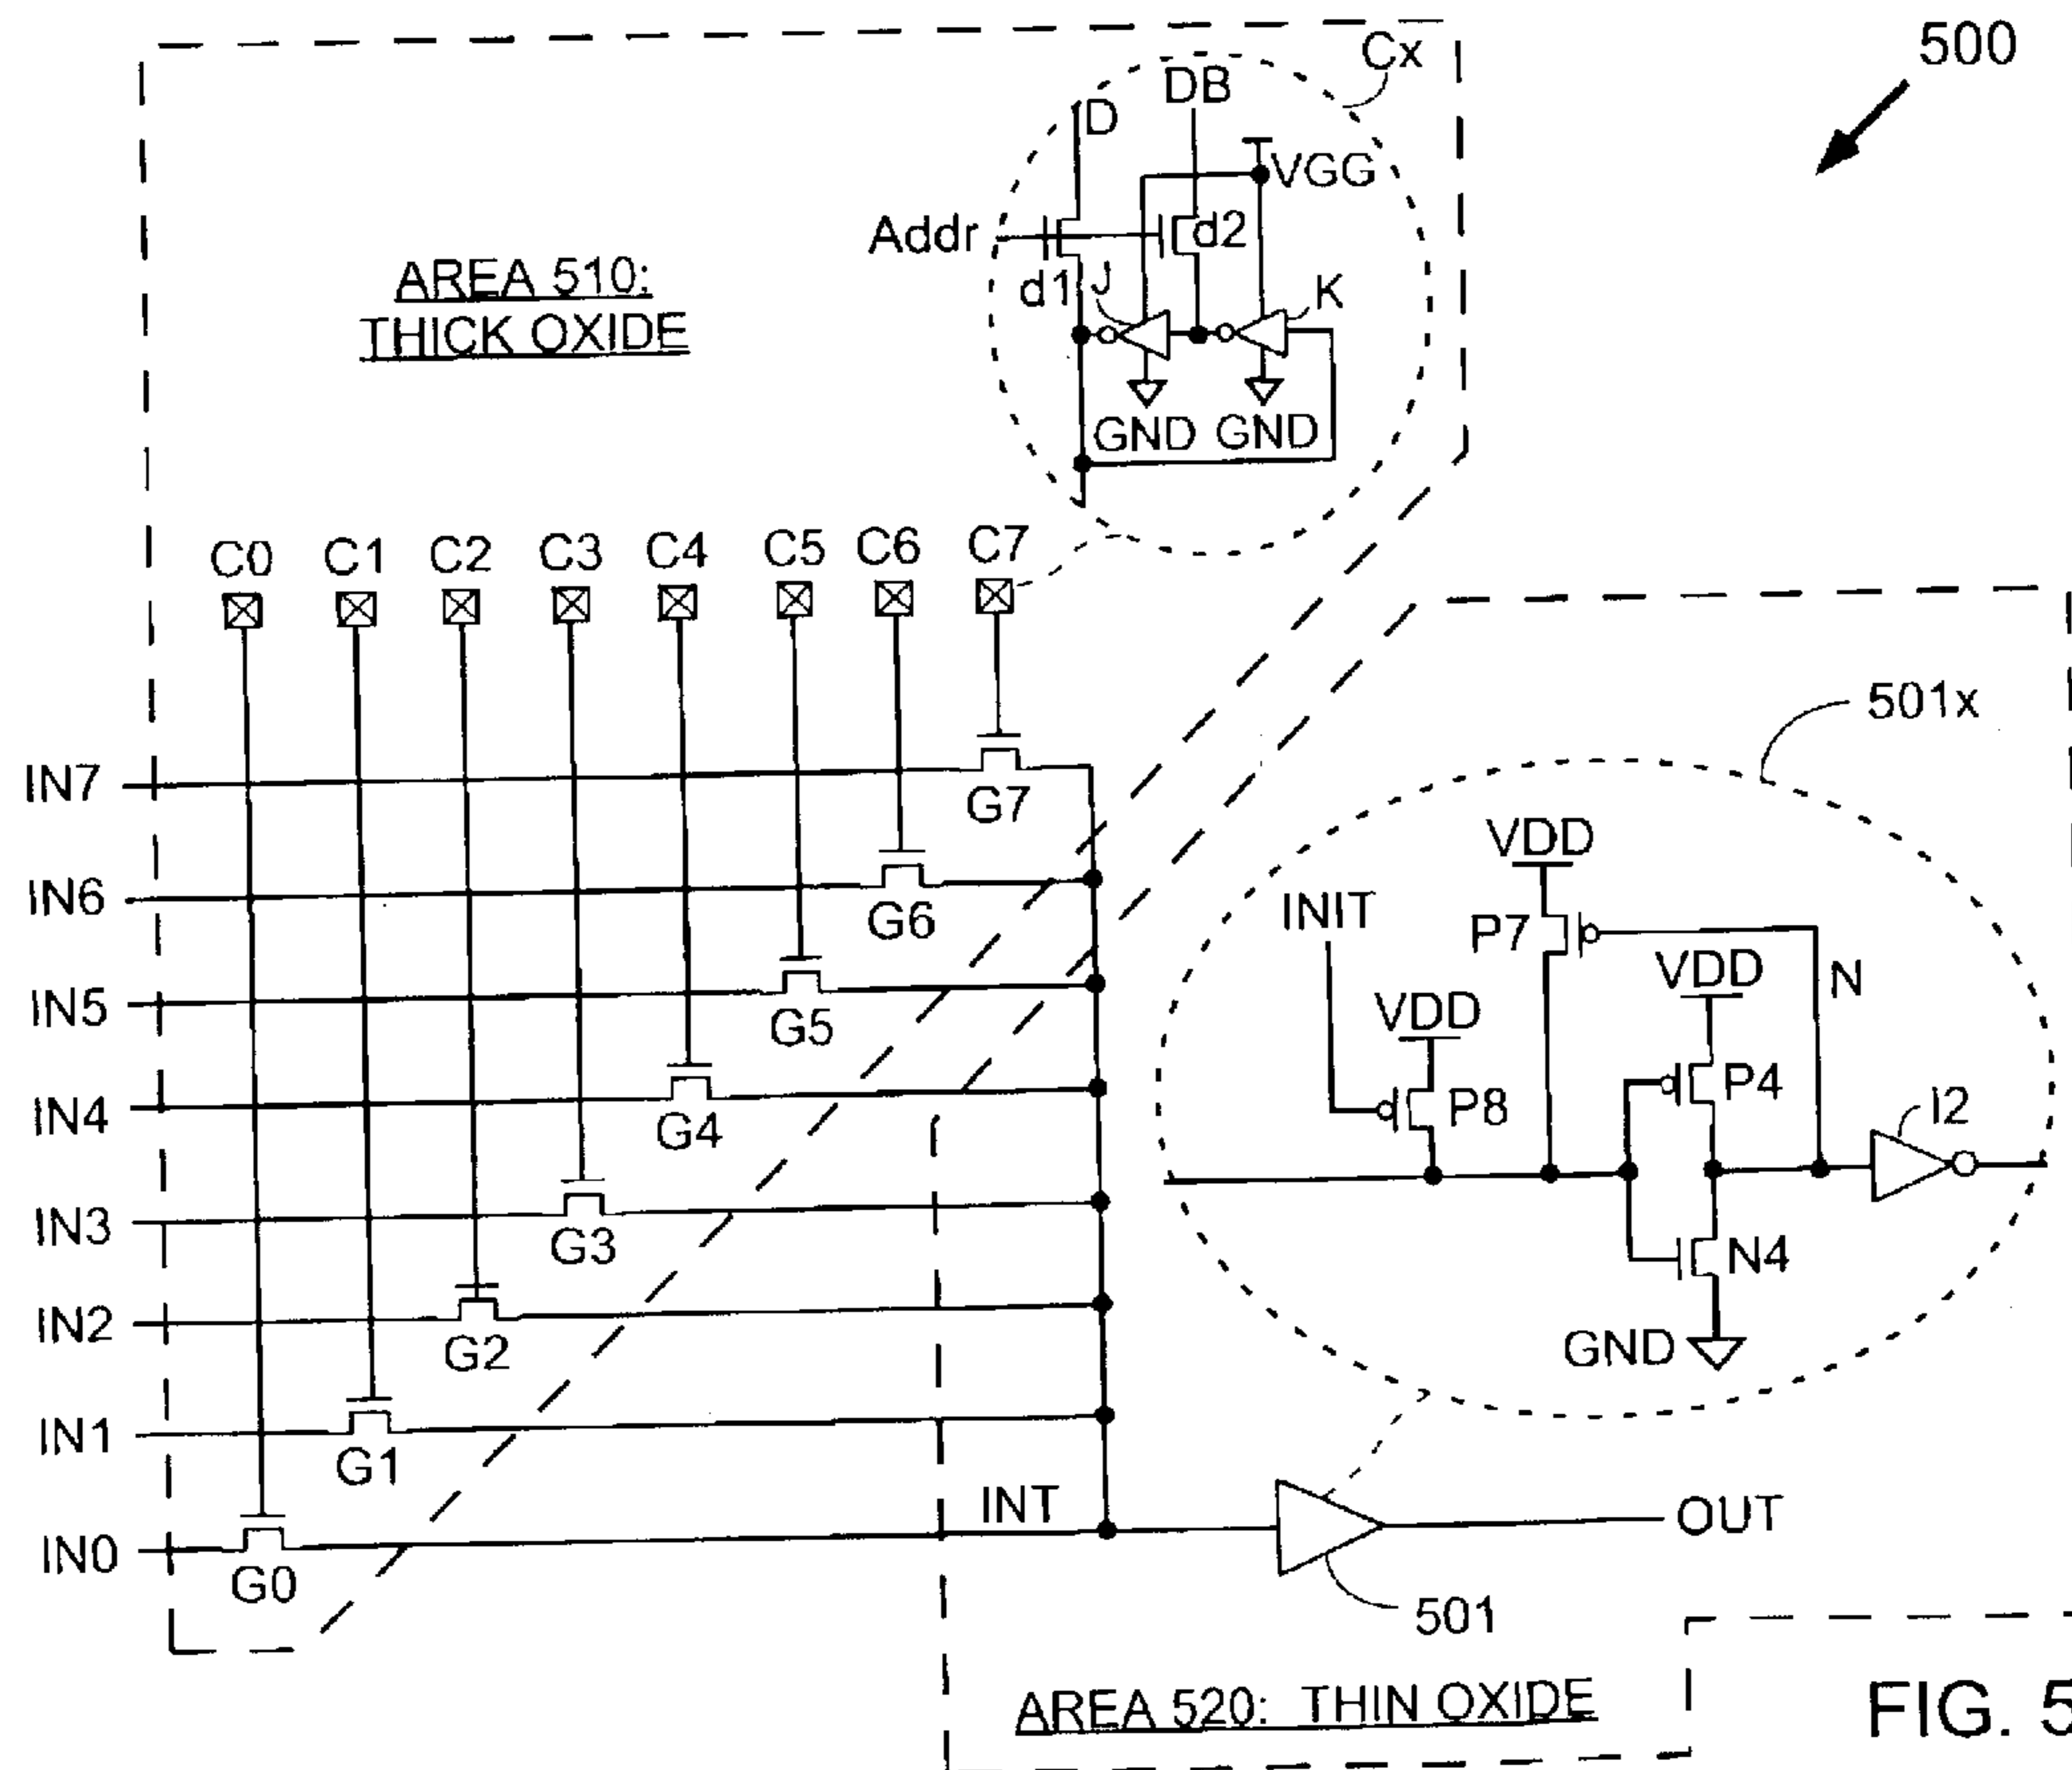 500
Cx
D
DB
VGG
Addr
d2
d1
J
K
GND GND
AREA 510:
THICK OXIDE
C0 C1 C2 C3 C4 C5 C6 C7
501x
IN7
G7
IN6
G6
IN5
G5
IN4
G4
IN3
G3
IN2
G2
IN1
G1
IN0
G0
INT
VDD
INIT
P7
VDD
N
VDD
P4
P8
I2
N4
GND
OUT
501
AREA 520: THIN OXIDE
FIG. 5